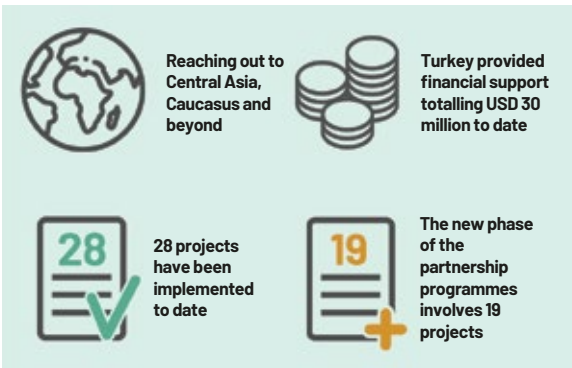 Reaching out to
Central Asia,
Caucasus and
beyond
Turkey provided
financial support
totalling USD 30
million to date
28
28 projects
have been
implemented
to date
19
The new phase
of the
partnership
programmes
involves 19
projects